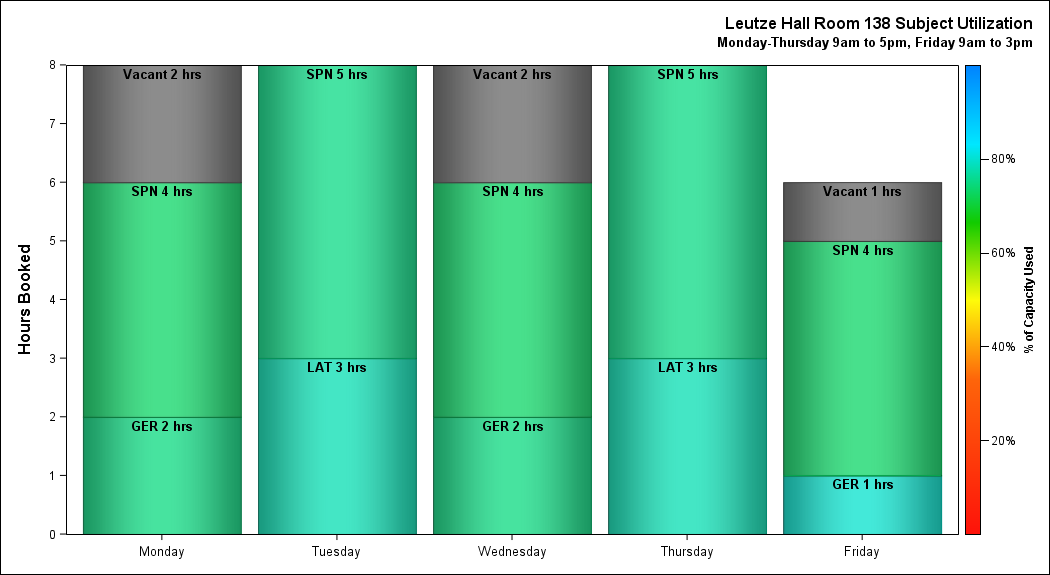 Leutze Hall Room 138 Subject Utilization
Monday-Thursday 9am to 5pm, Friday 9am to 3pm
Hours Booked
8
7
6
5
4
3
2
1
0
Vacant 2 hrs
SPN 4 hrs
GER 2 hrs
SPN 5 hrs
LAT 3 hrs
Vacant 2 hrs
SPN 4 hrs
GER 2 hrs
SPN 5 hrs
LAT 3 hrs
Vacant 1 hrs
SPN 4 hrs
GER 1 hrs
Monday
Tuesday
Wednesday
Thursday
Friday
80%
60%
40%
20%
% of Capacity Used